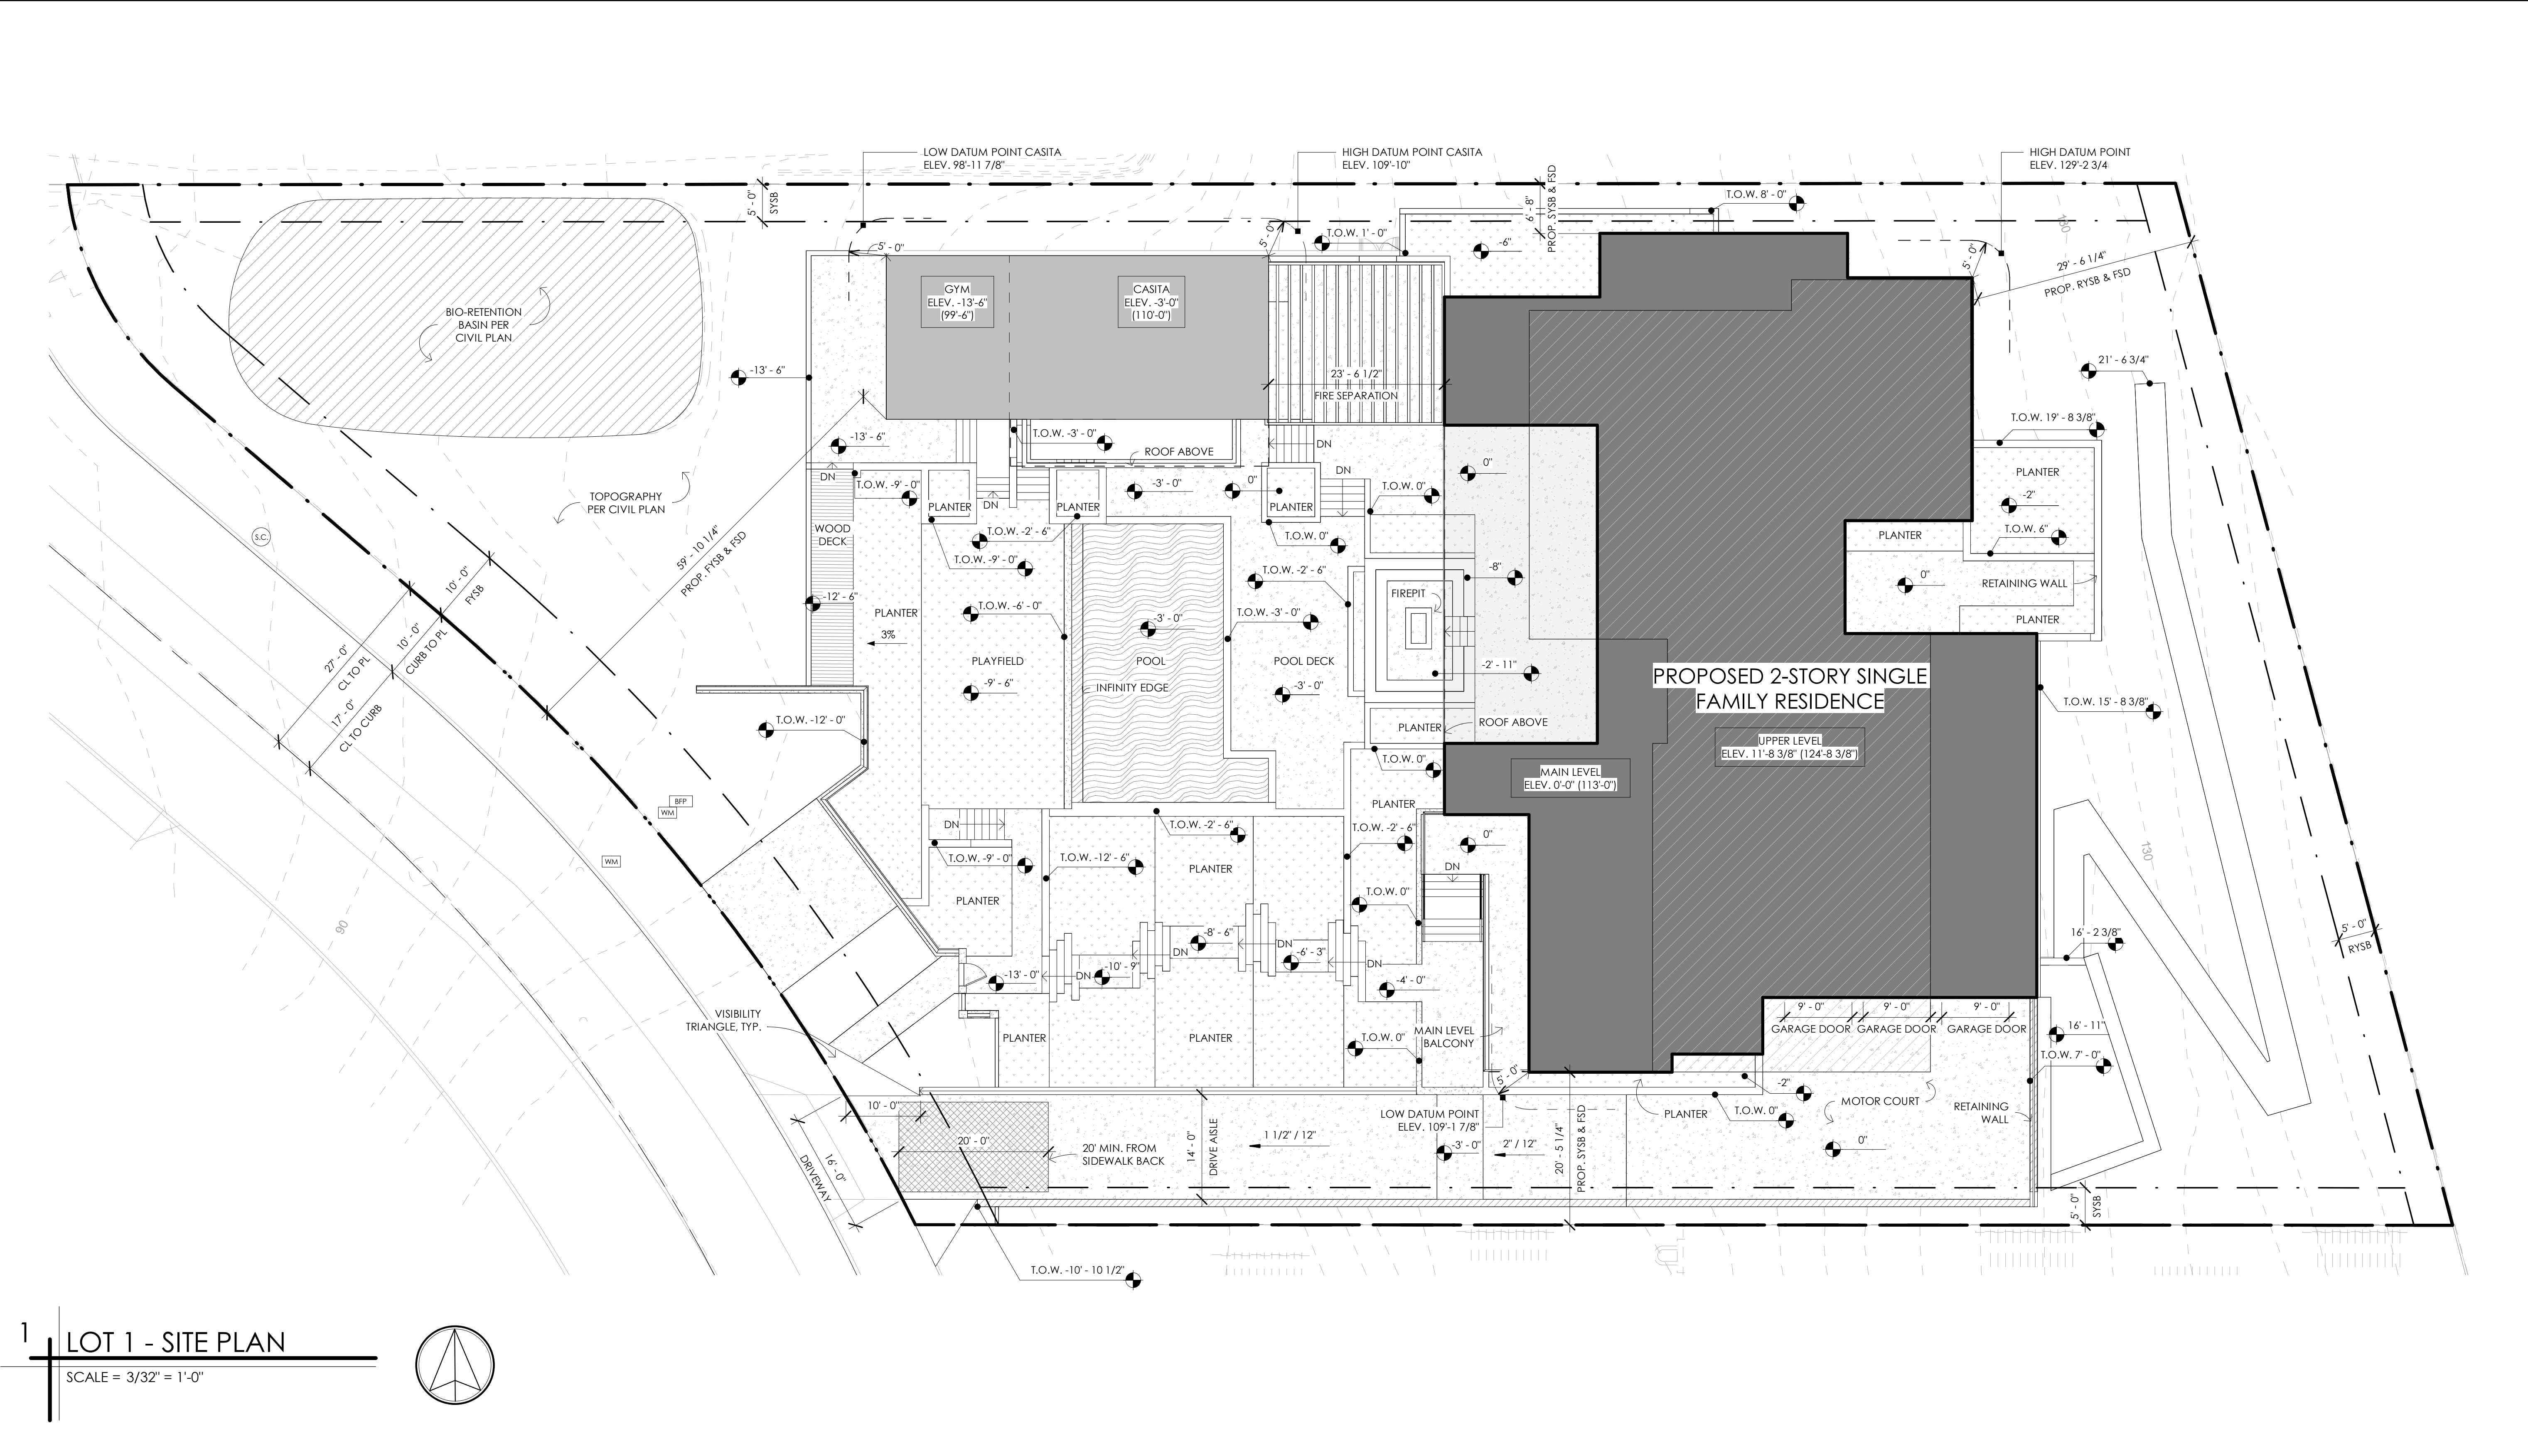 LOW DATUM POINT CASITA
ELEV. 98'-11 7/8"
HIGH DATUM POINT CASITA
ELEV. 109'-10"
HIGH DATUM POINT
ELEV. 129'-2 3/4
5' - 0"
SYSB
6' - 8"
PROP. SYSB & FSD
T.O.W. 8' - 0"
130
T.O.W. 1' - 0"
-6"
5' - 0"
5' - 0"
5' - 0"
29' - 6 1/4"
PROP. RYSB & FSD
GYM
ELEV. -13'-6"
(99'-6")
CASITA
ELEV. -3'-0"
(110'-0")
BIO-RETENTION
BASIN PER
CIVIL PLAN
-13' - 6"
23' - 6 1/2"
FIRE SEPARATION
21' - 6 3/4"
T.O.W. 19' - 8 3/8"
-13' - 6"
T.O.W. -3' - 0"
ROOF ABOVE
DN
DN
0"
PLANTER
-2"
T.O.W. 6"
DN
T.O.W. -9' - 0"
PLANTER
DN
PLANTER
-3' - 0"
0"
PLANTER
T.O.W. 0"
TOPOGRAPHY
PER CIVIL PLAN
WOOD
DECK
T.O.W. -2' - 6"
T.O.W. -9' - 0"
T.O.W. 0"
PLANTER
S.C.
59' - 10 1/4"
PROP. FYSB & FSD
10' - 0"
FYSB
T.O.W. -2' - 6"
-8"
0"
RETAINING WALL
PLANTER
-12' - 6"
PLANTER
3%
T.O.W. -6' - 0"
-3' - 0"
T.O.W. -3' - 0"
FIREPIT
27' - 0"
CL TO PL
10' - 0"
CURB TO PL
17' - 0"
CL TO CURB
PLAYFIELD
-9' - 6"
POOL
INFINITY EDGE
POOL DECK
-3' - 0"
-2' - 11"
PROPOSED 2-STORY SINGLE
FAMILY RESIDENCE
T.O.W. 15' - 8 3/8"
T.O.W. -12' - 0"
PLANTER
ROOF ABOVE
T.O.W. 0"
UPPER LEVEL
ELEV. 11'-8 3/8" (124'-8 3/8")
MAIN LEVEL
ELEV. 0'-0" (113'-0")
BFP
WM
WM
PLANTER
DN
T.O.W. -2' - 6"
T.O.W. -2' - 6"
0"
T.O.W. -9' - 0"
T.O.W. -12' - 6"
PLANTER
DN
130
PLANTER
T.O.W. 0"
90
-8' - 6"
DN
DN
-6' - 3"
DN
-13' - 0"
DN
-10' - 9"
-4' - 0"
16' - 2 3/8"
5' - 0"
RYSB
VISIBILITY
TRIANGLE, TYP.
PLANTER
PLANTER
T.O.W. 0"
MAIN LEVEL
BALCONY
9' - 0"
GARAGE DOOR
9' - 0"
GARAGE DOOR
9' - 0"
GARAGE DOOR
16' - 11"
T.O.W. 7' - 0"
5' - 0"
-2"
10' - 0"
LOW DATUM POINT
ELEV. 109'-1 7/8"
PLANTER
T.O.W. 0"
MOTOR COURT
RETAINING
WALL
20' - 0"
20' MIN. FROM
SIDEWALK BACK
14' - 0"
DRIVE AISLE
1 1/2" / 12"
-3' - 0"
2" / 12"
20' - 5 1/4"
PROP. SYSB & FSD
0"
16' - 0"
DRIVEWAY
5' - 0"
SYSB
T.O.W. -10' - 10 1/2"
1
LOT 1 - SITE PLAN
SCALE = 3/32" = 1'-0"